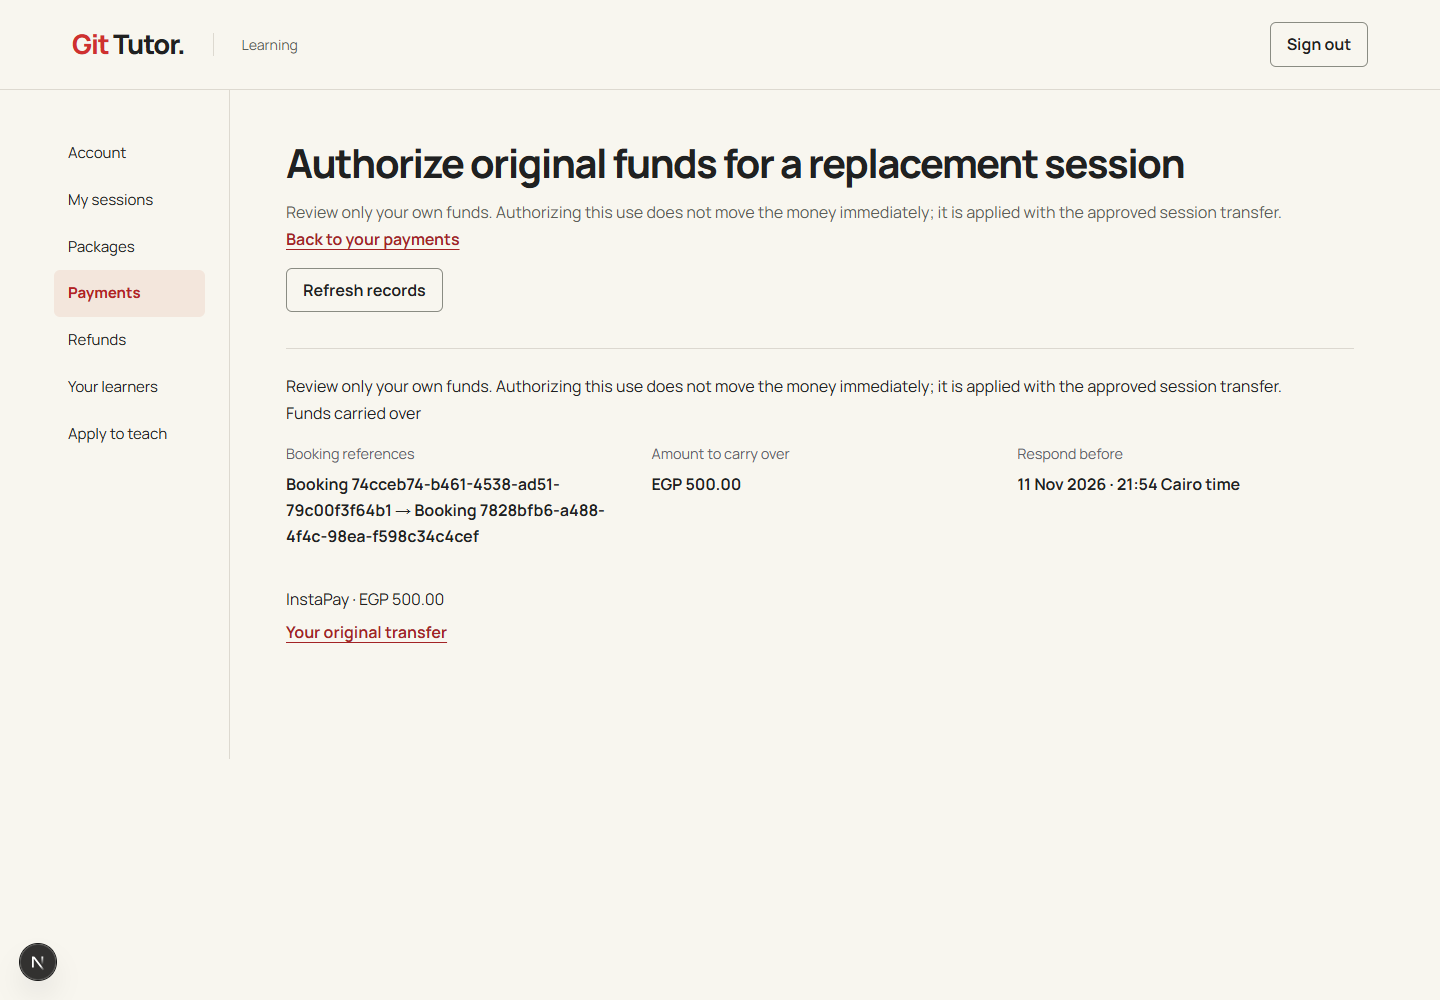 Git Tutor.
Learning
Sign out
Account
My sessions
Packages
Payments
Refunds
Your learners
Apply to teach
Authorize original funds for a replacement session
Review only your own funds. Authorizing this use does not move the money immediately; it is applied with the approved session transfer.
Back to your payments
Refresh records
Review only your own funds. Authorizing this use does not move the money immediately; it is applied with the approved session transfer.
Funds carried over
Booking references
Booking 74cceb74-b461-4538-ad51-
79c00f3f64b1 → Booking 7828bfb6-a488-
4f4c-98ea-f598c34c4cef
Amount to carry over
EGP 500.00
Respond before
11 Nov 2026 · 21:54 Cairo time
InstaPay · EGP 500.00
Your original transfer
N